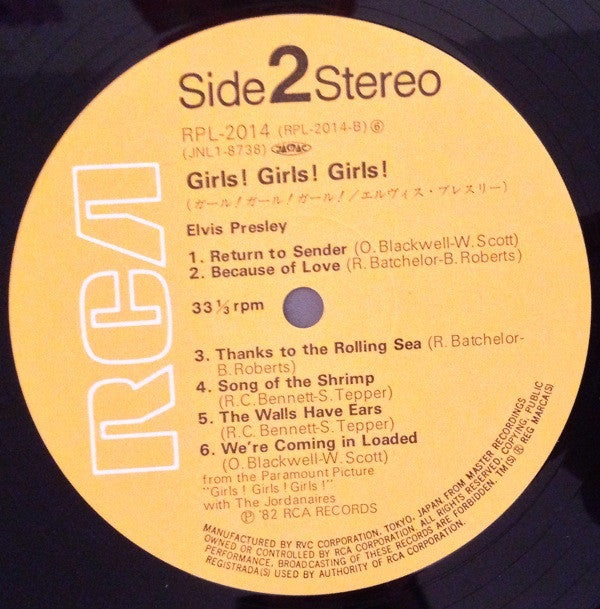 RCA
Side 2 Stereo
RPL-2014 (RPL-2014-B) ⑥
(JNL1-8738)
Girls! Girls! Girls!
(ガール!ガール!ガール!/エルヴィス・プレスリー)
Elvis Presley
1. Return to Sender (O. Blackwell-W. Scott)
2. Because of Love (R. Batchelor-B. Roberts)
33 1/3 rpm
3. Thanks to the Rolling Sea (R. Batchelor-
B. Roberts)
4. Song of the Shrimp
(R.C. Bennett-S. Tepper)
5. The Walls Have Ears
(R.C. Bennett-S. Tepper)
6. We're Coming in Loaded
(O. Blackwell-W. Scott)
from the Paramount Picture
"Girls! Girls! Girls!"
with The Jordanaires
℗ '82 RCA RECORDS
MANUFACTURED BY RVC CORPORATION, TOKYO, JAPAN FROM MASTER RECORDINGS
OWNED OR CONTROLLED BY RCA CORPORATION. ALL RIGHTS RESERVED. COPYING, PUBLIC
PERFORMANCE, BROADCASTING OF THESE RECORDS ARE FORBIDDEN. TM(S) ® REG MARCA(S)
REGISTRADA(S) USED BY AUTHORITY OF RCA CORPORATION.